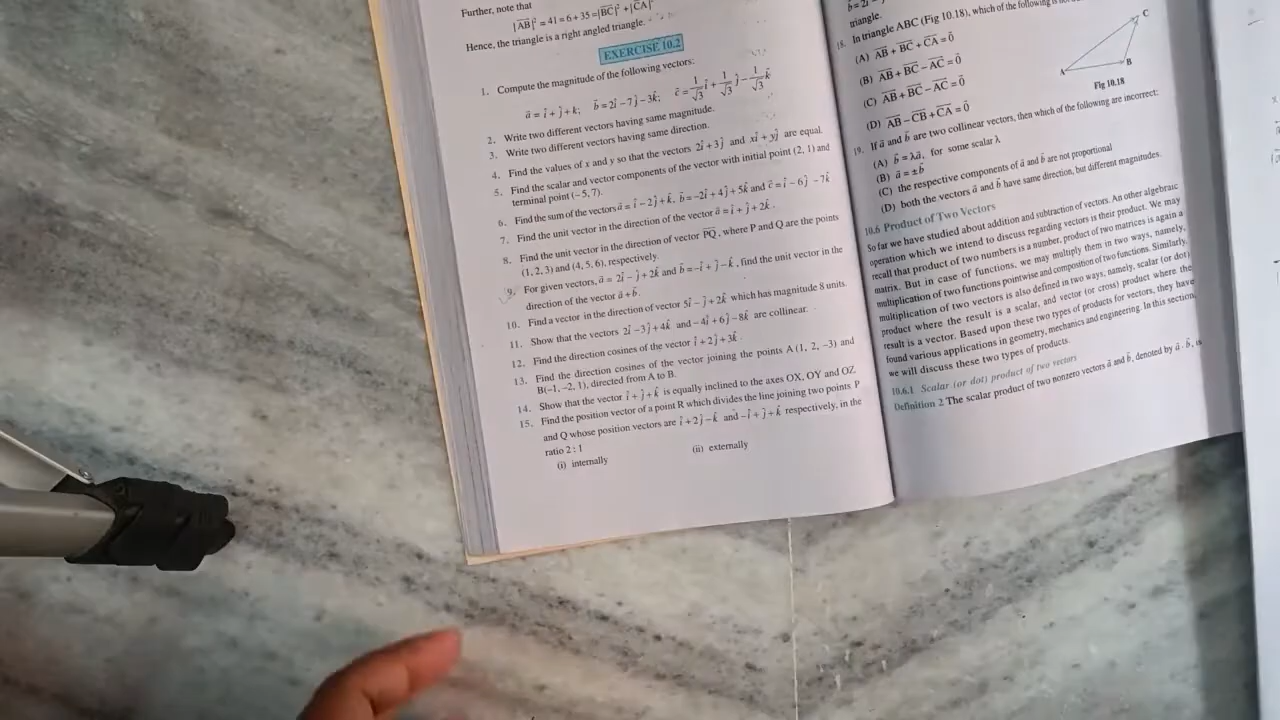 Further, note that
|AB|² = 41 = 6 + 35 = |BC|² + |CA|²
Hence, the triangle is a right angled triangle.
EXERCISE 10.2
1. Compute the magnitude of the following vectors:
a⃗ = î + ĵ + k; b⃗ = 2î − 7ĵ − 3k̂; c⃗ = 1/√3 î + 1/√3 ĵ − 1/√3 k̂
2. Write two different vectors having same magnitude.
3. Write two different vectors having same direction.
4. Find the values of x and y so that the vectors 2î + 3ĵ and xî + yĵ are equal.
5. Find the scalar and vector components of the vector with initial point (2, 1) and
terminal point (−5, 7).
6. Find the sum of the vectors a⃗ = î − 2ĵ + k̂, b⃗ = −2î + 4ĵ + 5k̂ and c⃗ = î − 6ĵ − 7k̂
7. Find the unit vector in the direction of the vector a⃗ = î + ĵ + 2k̂.
8. Find the unit vector in the direction of vector PQ, where P and Q are the points
(1, 2, 3) and (4, 5, 6), respectively.
9. For given vectors, a⃗ = 2î − ĵ + 2k̂ and b⃗ = −î + ĵ − k̂, find the unit vector in the
direction of the vector a⃗ + b⃗.
10. Find a vector in the direction of vector 5î − ĵ + 2k̂ which has magnitude 8 units.
11. Show that the vectors 2î − 3ĵ + 4k̂ and −4î + 6ĵ − 8k̂ are collinear.
12. Find the direction cosines of the vector î + 2ĵ + 3k̂.
13. Find the direction cosines of the vector joining the points A (1, 2, −3) and
B(−1, −2, 1), directed from A to B.
14. Show that the vector î + ĵ + k̂ is equally inclined to the axes OX, OY and OZ.
15. Find the position vector of a point R which divides the line joining two points P
and Q whose position vectors are î + 2ĵ − k̂ and −î + ĵ + k̂ respectively, in the
ratio 2 : 1
(i) internally (ii) externally
triangle.
18. In triangle ABC (Fig 10.18), which of the following is
(A) AB + BC + CA = 0⃗
(B) AB + BC − AC = 0⃗
(C) AB + BC − AC = 0⃗
(D) AB − CB + CA = 0⃗
C
A
B
Fig 10.18
19. If a⃗ and b⃗ are two collinear vectors, then which of the following are incorrect:
(A) b⃗ = λa⃗, for some scalar λ
(B) a⃗ = ±b⃗
(C) the respective components of a⃗ and b⃗ are not proportional
(D) both the vectors a⃗ and b⃗ have same direction, but different magnitudes.
10.6 Product of Two Vectors
So far we have studied about addition and subtraction of vectors. An other algebraic
operation which we intend to discuss regarding vectors is their product. We may
recall that product of two numbers is a number, product of two matrices is again a
matrix. But in case of functions, we may multiply them in two ways, namely,
multiplication of two functions pointwise and composition of two functions. Similarly,
multiplication of two vectors is also defined in two ways, namely, scalar (or dot)
product where the result is a scalar, and vector (or cross) product where the
result is a vector. Based upon these two types of products for vectors, they have
found various applications in geometry, mechanics and engineering. In this section,
we will discuss these two types of products.
10.6.1 Scalar (or dot) product of two vectors
Definition 2 The scalar product of two nonzero vectors a⃗ and b⃗, denoted by a⃗ · b⃗, is